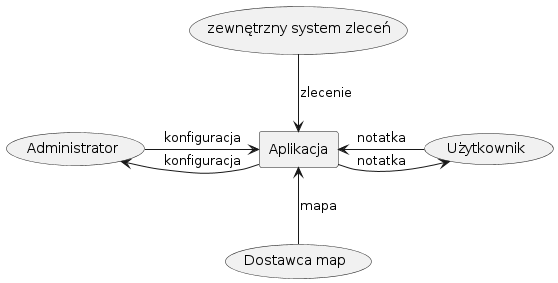 zewnętrzny system zleceń
zlecenie
konfiguracja
notatka
Administrator
Aplikacja
Użytkownik
konfiguracja
notatka
mapa
Dostawca map